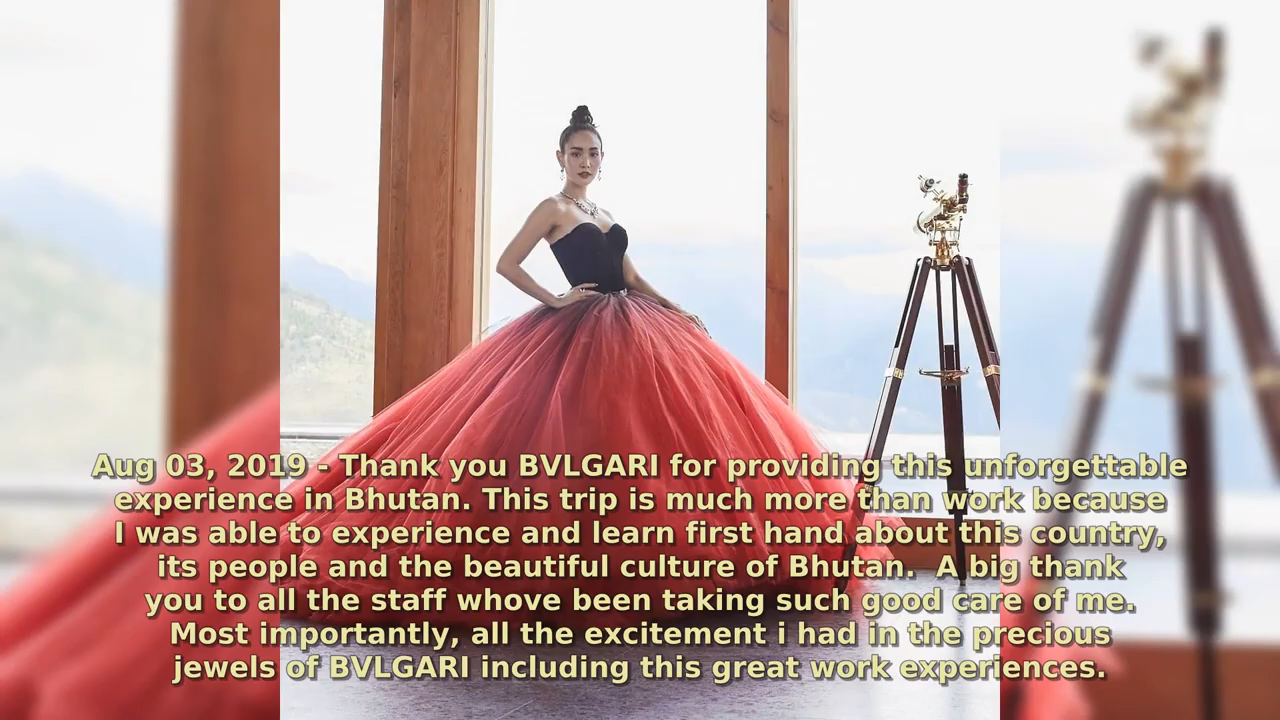 Aug 03, 2019 - Thank you BVLGARI for providing this unforgettable
experience in Bhutan. This trip is much more than work because
I was able to experience and learn first hand about this country,
its people and the beautiful culture of Bhutan.  A big thank
you to all the staff whove been taking such good care of me.
Most importantly, all the excitement i had in the precious
jewels of BVLGARI including this great work experiences.